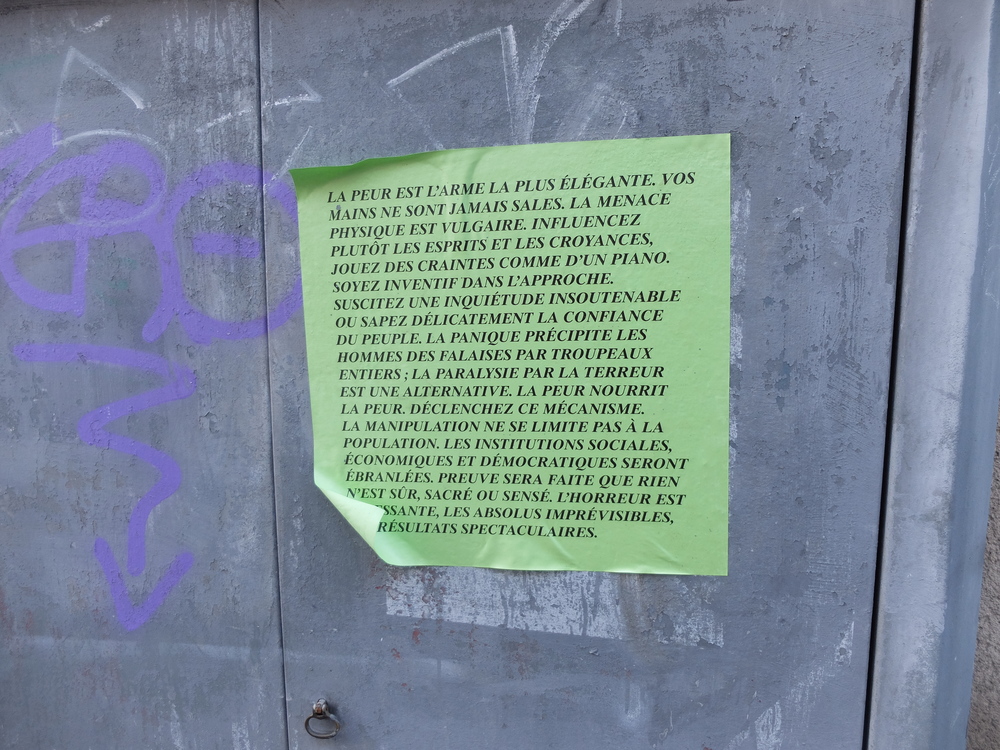 LA PEUR EST L'ARME LA PLUS ÉLÉGANTE. VOS
MAINS NE SONT JAMAIS SALES. LA MENACE
PHYSIQUE EST VULGAIRE. INFLUENCEZ
PLUTÔT LES ESPRITS ET LES CROYANCES,
JOUEZ DES CRAINTES COMME D'UN PIANO.
SOYEZ INVENTIF DANS L'APPROCHE.
SUSCITEZ UNE INQUIÉTUDE INSOUTENABLE
OU SAPEZ DÉLICATEMENT LA CONFIANCE
DU PEUPLE. LA PANIQUE PRÉCIPITE LES
HOMMES DES FALAISES PAR TROUPEAUX
ENTIERS ; LA PARALYSIE PAR LA TERREUR
EST UNE ALTERNATIVE. LA PEUR NOURRIT
LA PEUR. DÉCLENCHEZ CE MÉCANISME.
LA MANIPULATION NE SE LIMITE PAS À LA
POPULATION. LES INSTITUTIONS SOCIALES,
ÉCONOMIQUES ET DÉMOCRATIQUES SERONT
ÉBRANLÉES. PREUVE SERA FAITE QUE RIEN
N'EST SÛR, SACRÉ OU SENSÉ. L'HORREUR EST
SSANTE, LES ABSOLUS IMPRÉVISIBLES,
RÉSULTATS SPECTACULAIRES.